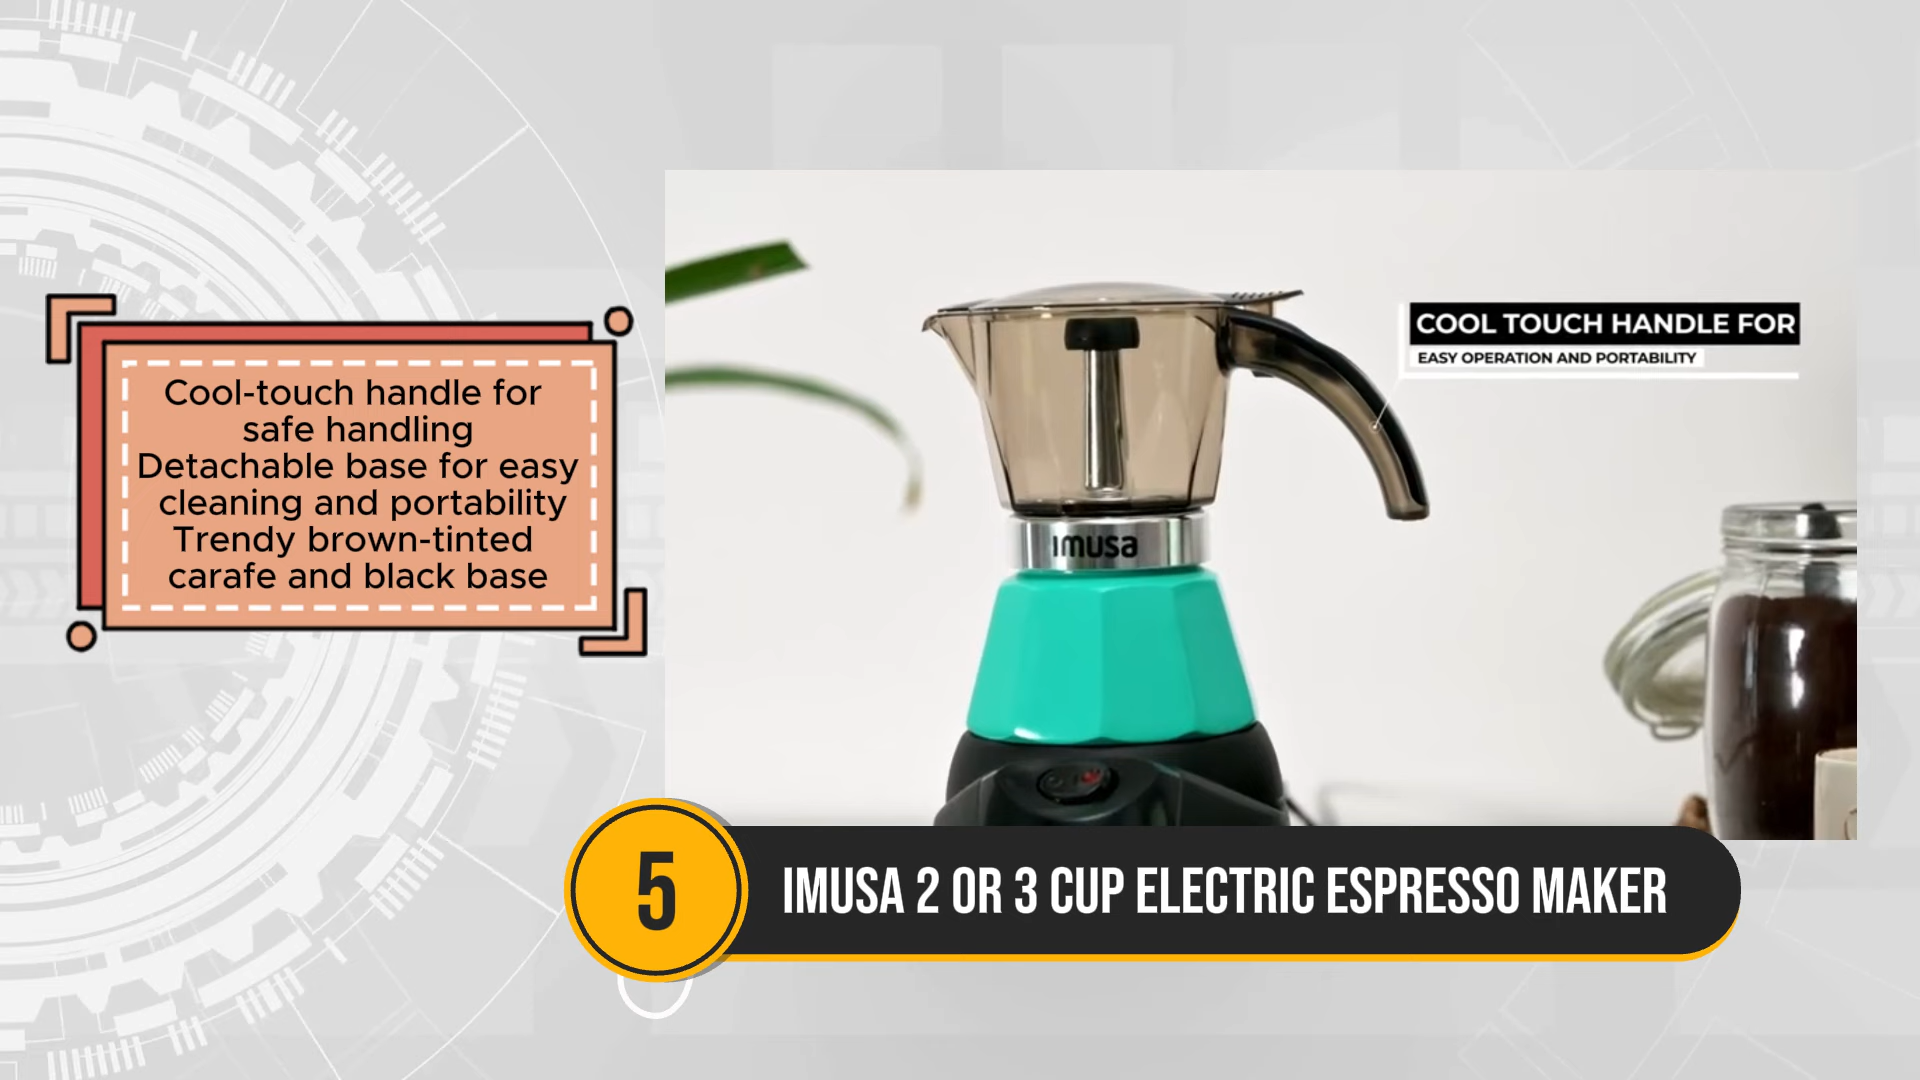 Cool-touch handle for
safe handling
Detachable base for easy
cleaning and portability
Trendy brown-tinted
carafe and black base
COOL TOUCH HANDLE FOR
EASY OPERATION AND PORTABILITY
imusa
5
IMUSA 2 OR 3 CUP ELECTRIC ESPRESSO MAKER